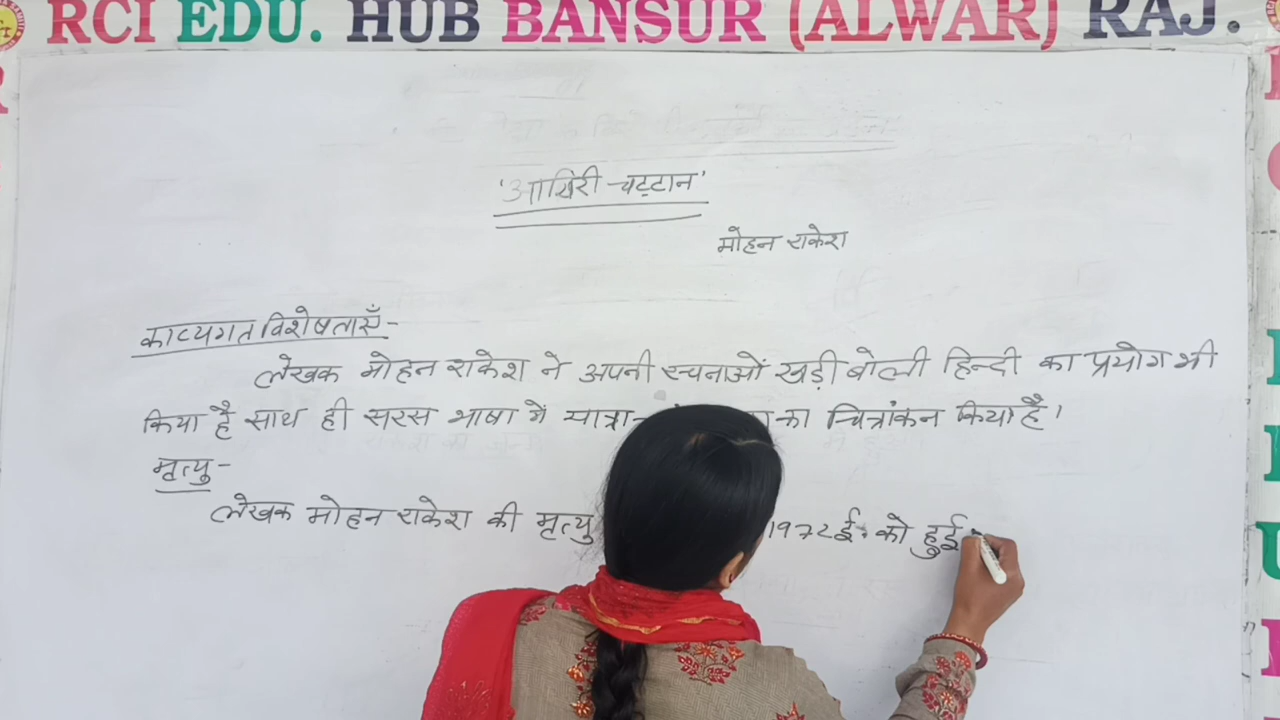 RCI EDU. HUB BANSUR (ALWAR) RAJ.
'आखिरी चट्टान'
मोहन राकेश
काव्यगत विशेषताएँ-
लेखक मोहन राकेश ने अपनी रचनाओं खड़ी बोली हिन्दी का प्रयोग भी
किया है साथ ही सरस भाषा मे यात्रा का चित्रांकन किया है।
मृत्यु-
लेखक मोहन राकेश की मृत्यु 1972ई. को हुई